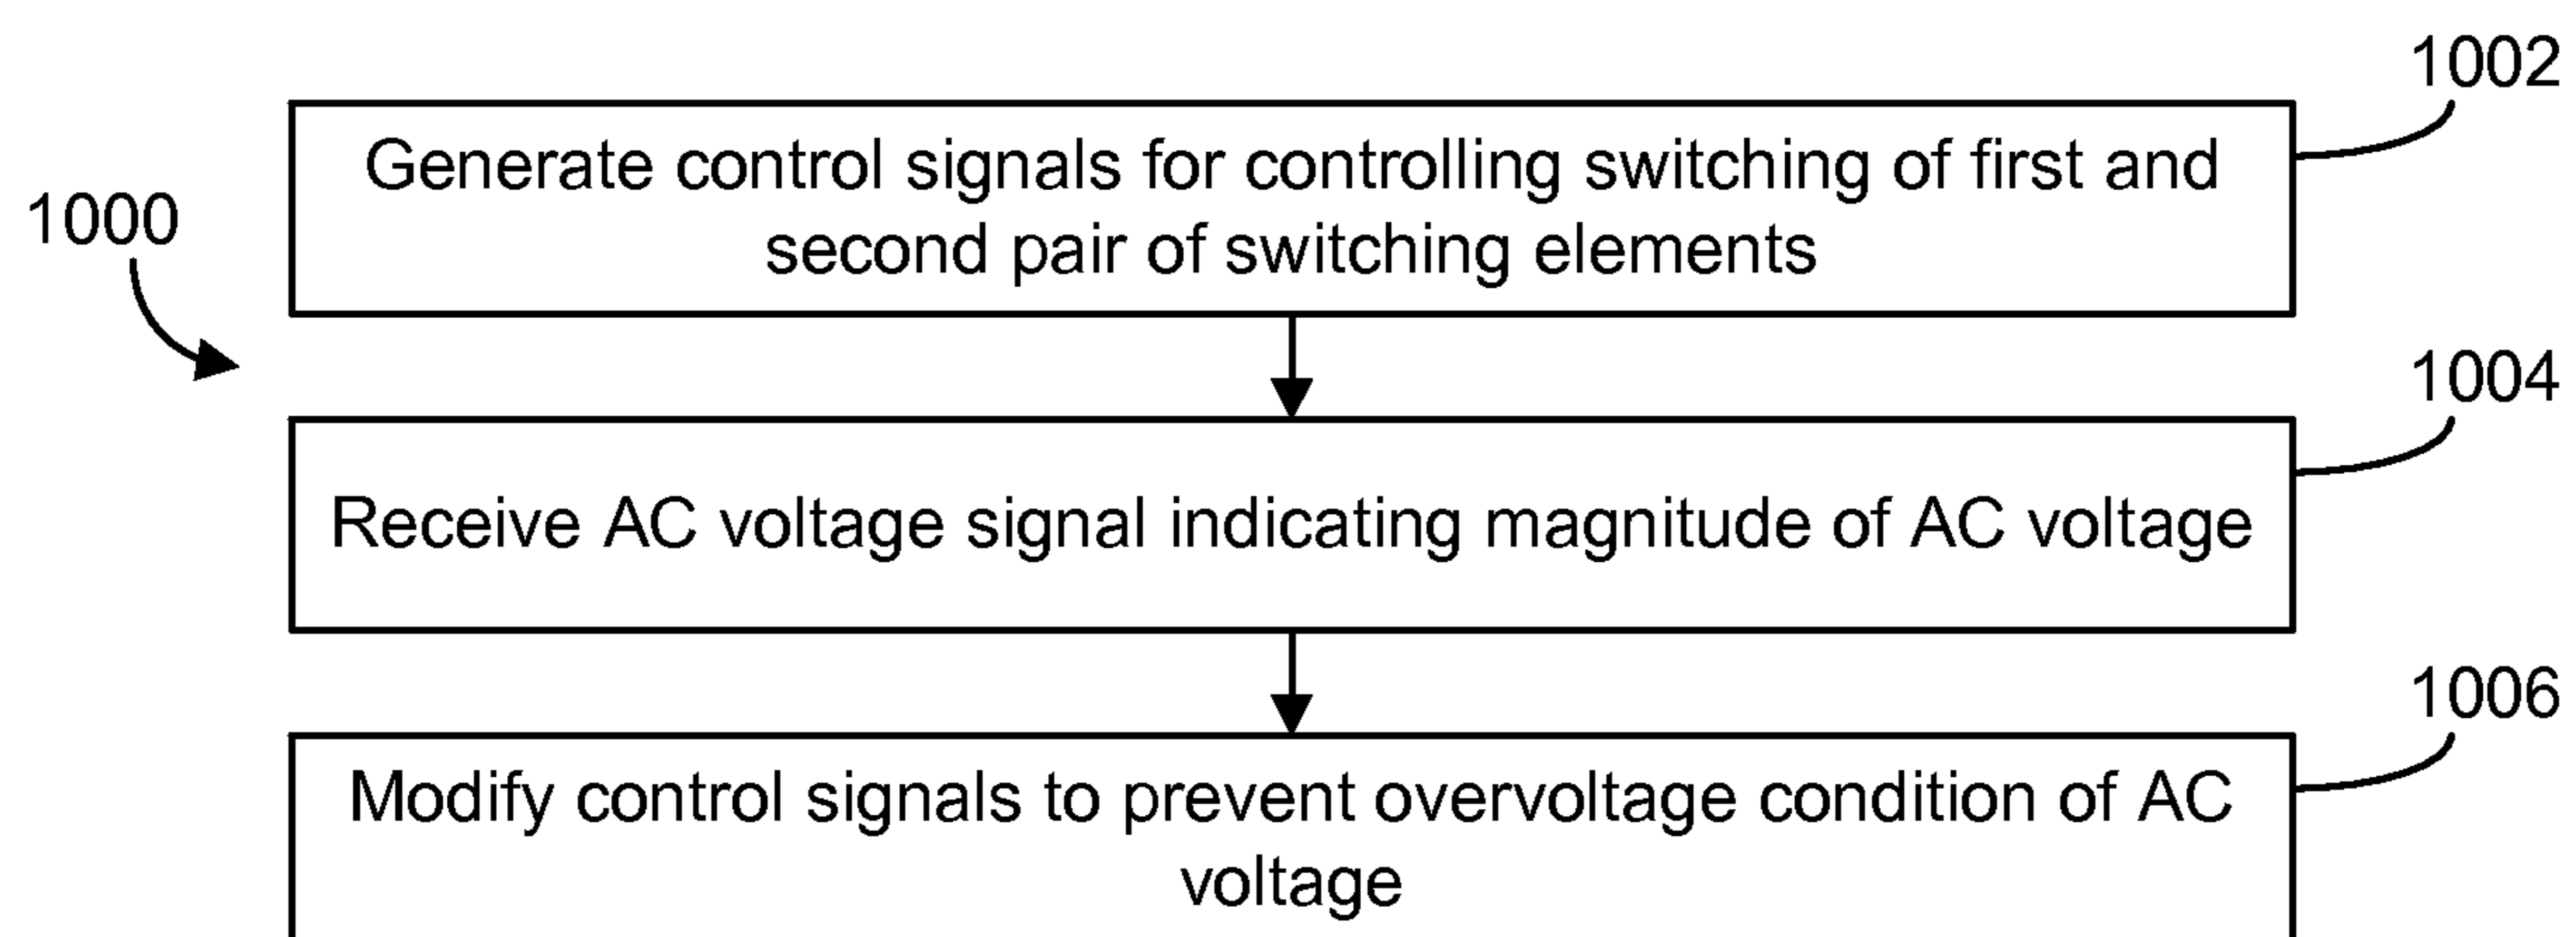 1002
Generate control signals for controlling switching of first and
second pair of switching elements
1000
1004
Receive AC voltage signal indicating magnitude of AC voltage
1006
Modify control signals to prevent overvoltage condition of AC
voltage